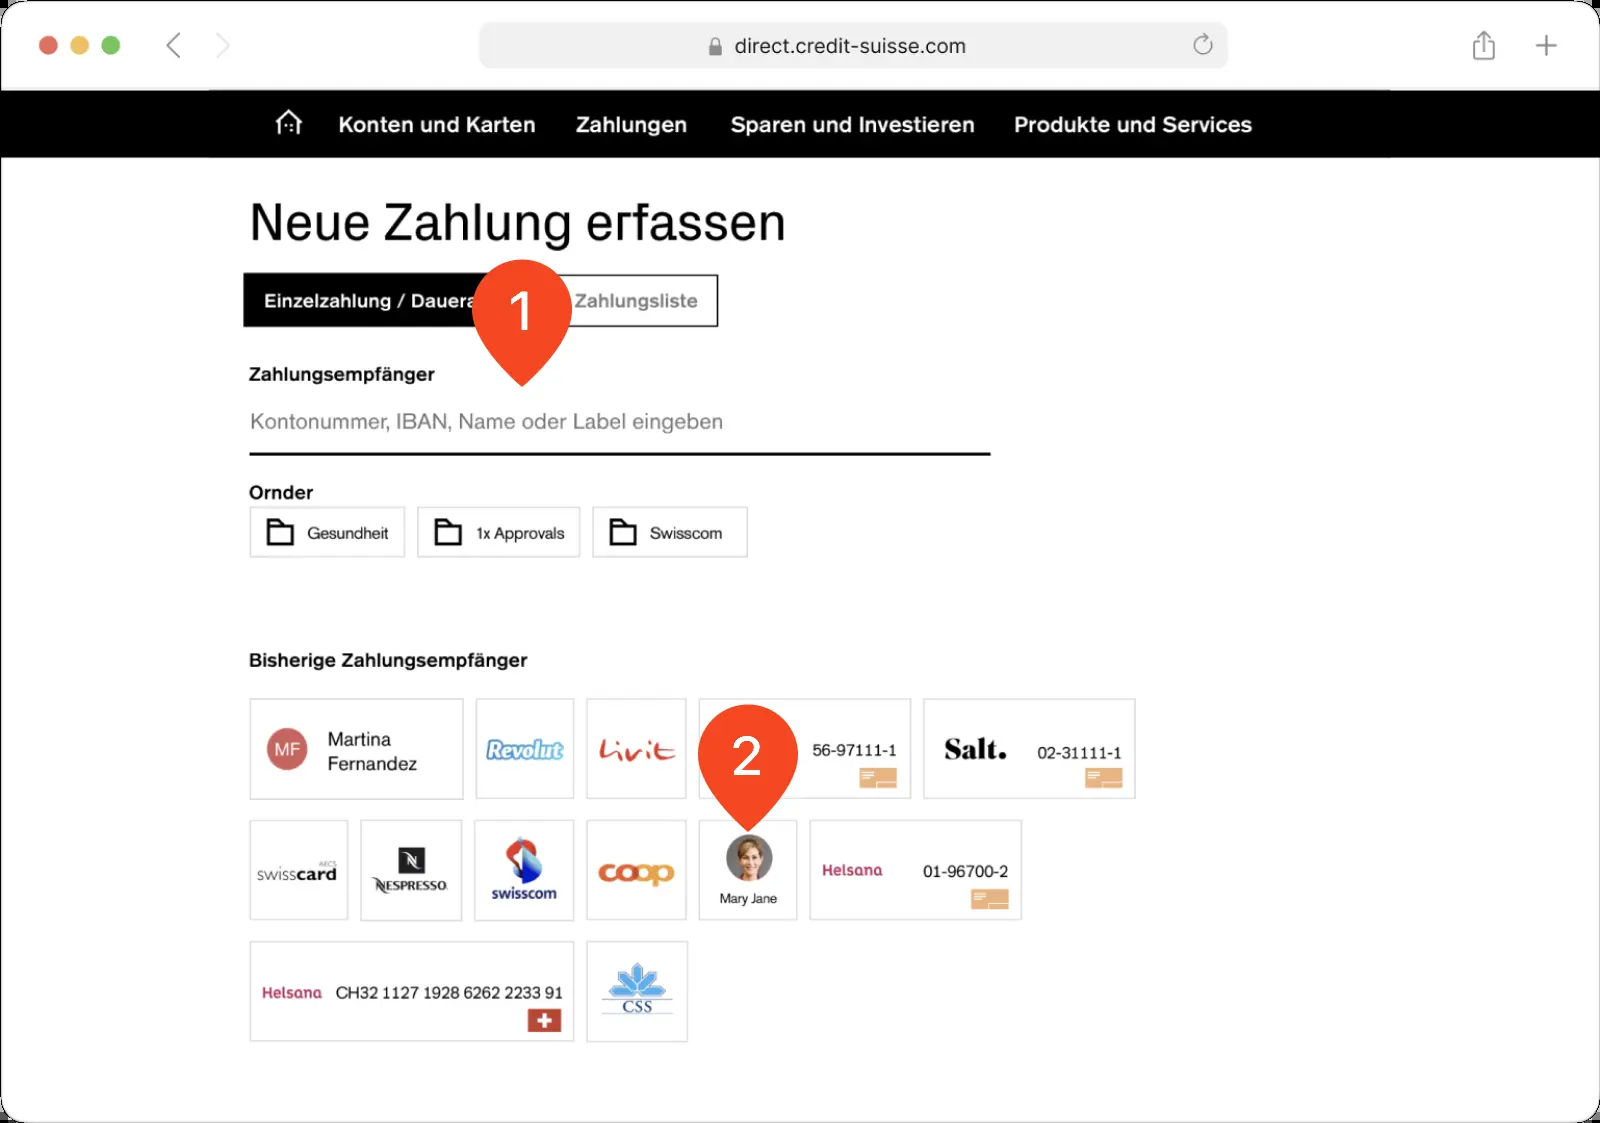 direct.credit-suisse.com
Konten und Karten Zahlungen Sparen und Investieren Produkte und Services
Neue Zahlung erfassen
Einzelzahlung / Dauera
1
Zahlungsliste
Zahlungsempfänger
Kontonummer, IBAN, Name oder Label eingeben
Ornder
Gesundheit 1x Approvals Swisscom
Bisherige Zahlungsempfänger
MF
Martina
Fernandez
Revolut
Livit
2
56-97111-1
Salt. 02-31111-1
AECS
swisscard
N
NESPRESSO.
swisscom
coop
Mary Jane
Helsana 01-96700-2
Helsana CH32 1127 1928 6262 2233 91
CSS